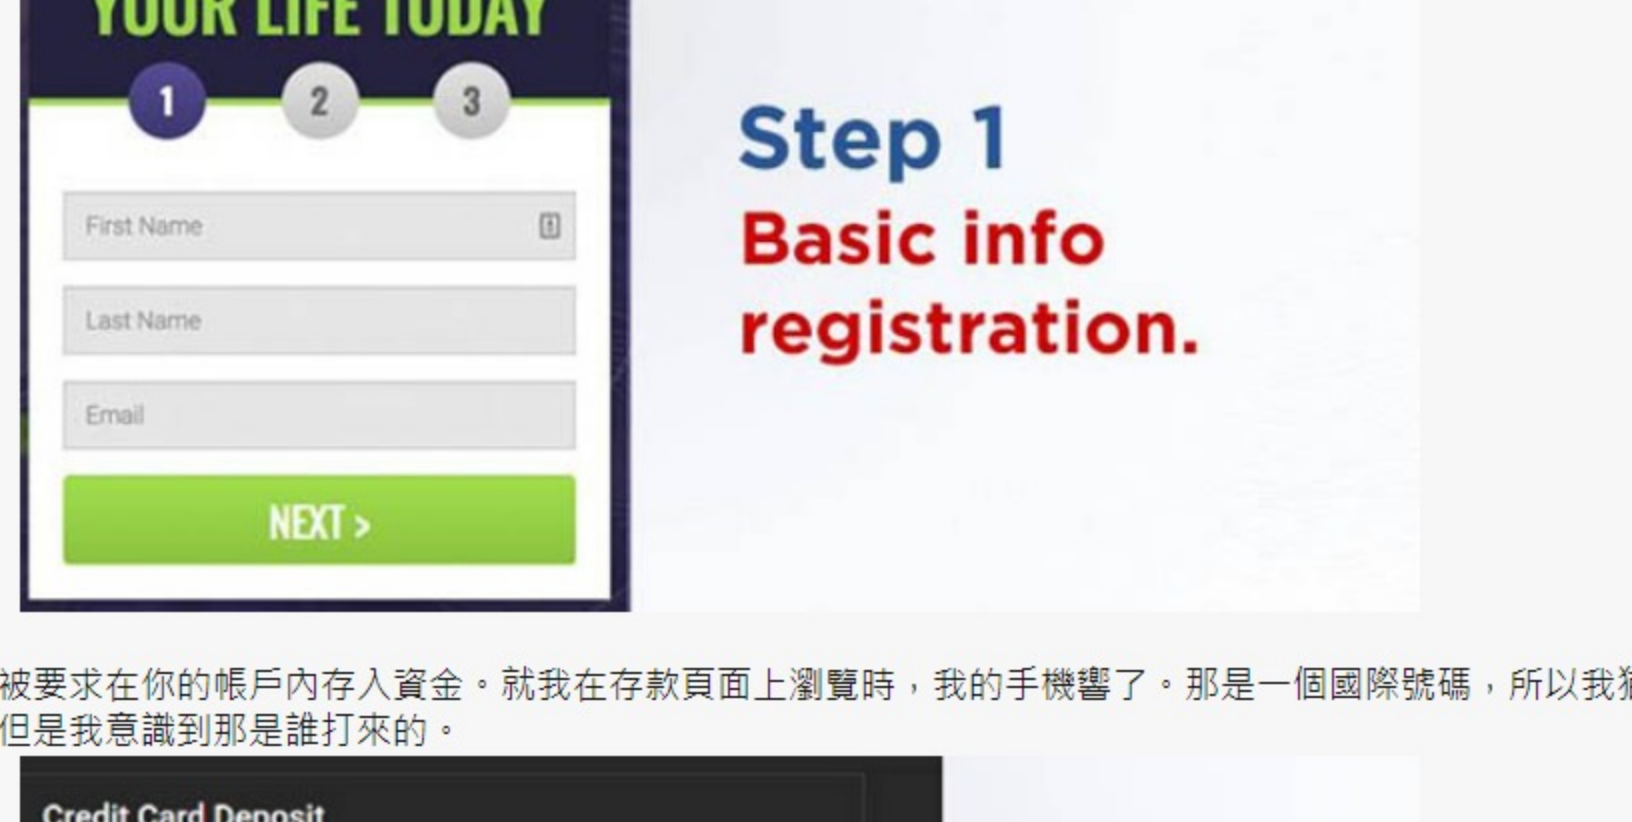 YOUR LIFE TODAY
1 2 3
First Name
Last Name
Email
NEXT >
Step 1
Basic info
registration.
被要求在你的帳戶內存入資金。就我在存款頁面上瀏覽時，我的手機響了。那是一個國際號碼，所以我
但是我意識到那是誰打來的。
Credit Card Deposit